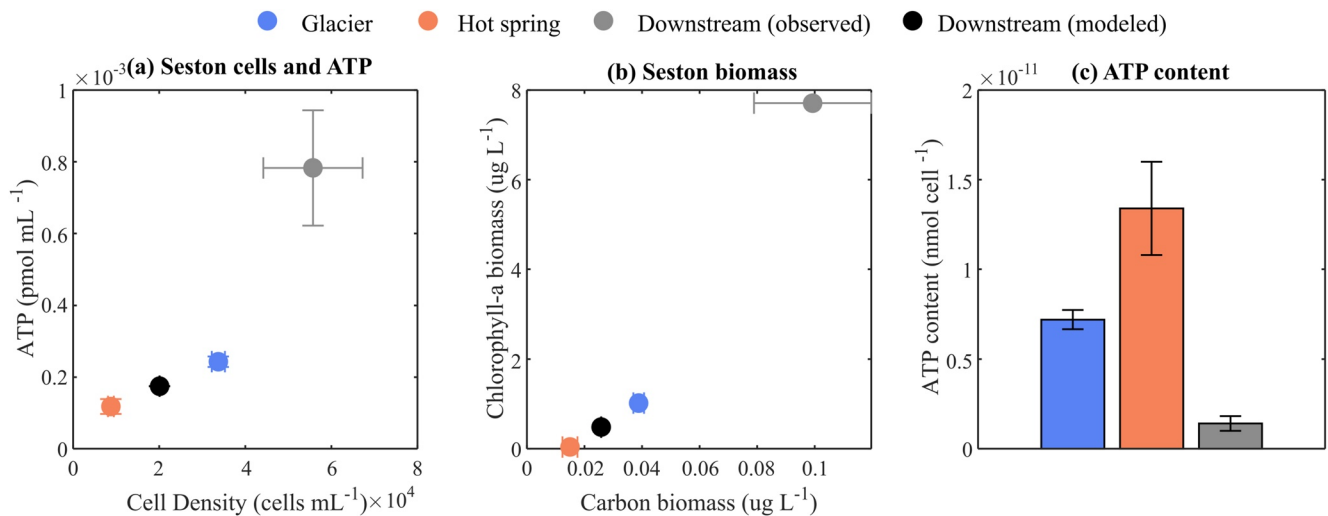 Glacier Hot spring Downstream (observed) Downstream (modeled)
×10⁻³ (a) Seston cells and ATP
1
0.8
0.6
0.4
0.2
0
ATP (pmol mL ⁻¹)
0 2 4 6 8
Cell Density (cells mL⁻¹) ×10⁴
(b) Seston biomass
8
6
4
2
0
Chlorophyll-a biomass (ug L⁻¹)
0 0.02 0.04 0.06 0.08 0.1
Carbon biomass (ug L⁻¹)
×10⁻¹¹ (c) ATP content
2
1.5
1
0.5
0
ATP content (nmol cell ⁻¹)